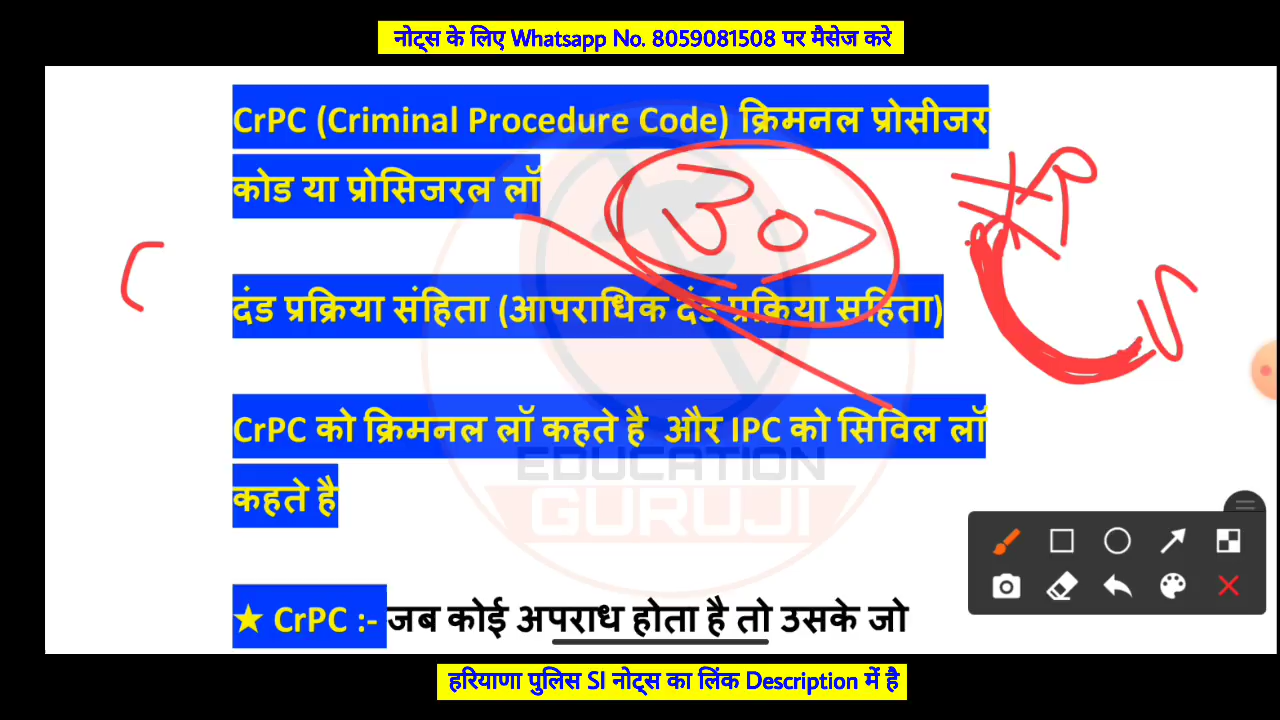 नोट्स के लिए Whatsapp No. 8059081508 पर मैसेज करे
CrPC (Criminal Procedure Code) क्रिमनल प्रोसीजर
कोड या प्रोसिजरल लॉ
दंड प्रक्रिया संहिता (आपराधिक दंड प्रक्रिया सहिता)
CrPC को क्रिमनल लॉ कहते है और IPC को सिविल लॉ
कहते है
EDUCATION
GURUJI
★ CrPC :- जब कोई अपराध होता है तो उसके जो
हरियाणा पुलिस SI नोट्स का लिंक Description में है